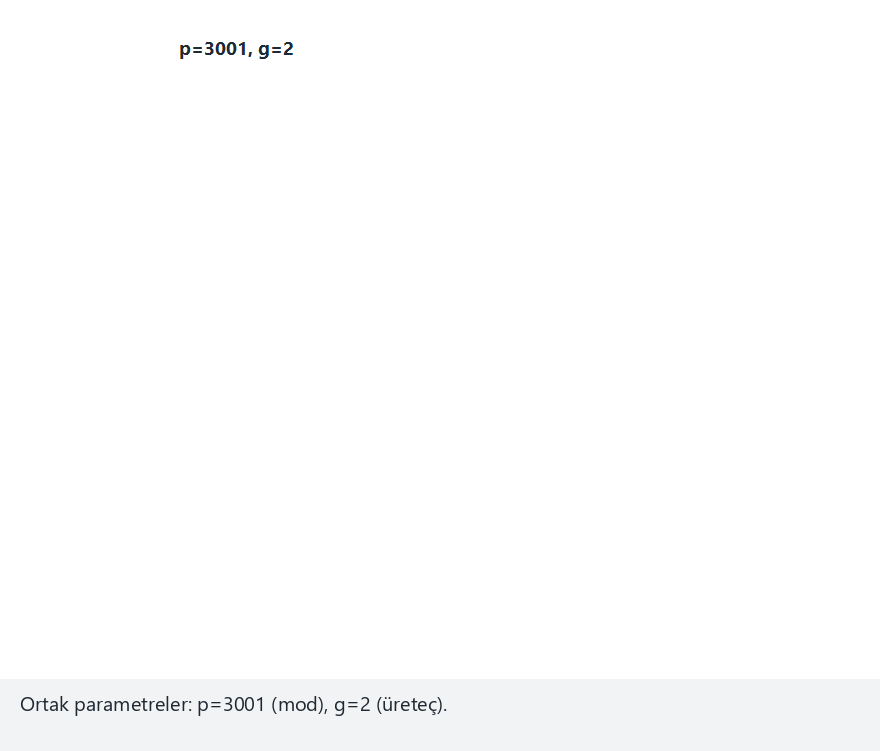 p=3001, g=2
Ortak parametreler: p=3001 (mod), g=2 (üreteç).